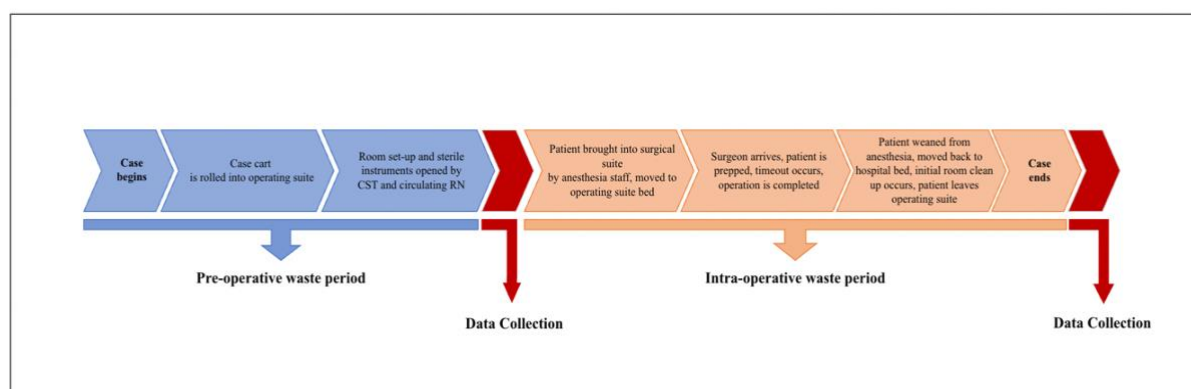 Case
begins
Case cart
is rolled into operating suite
Room set-up and sterile
instruments opened by
CST and circulating RN
Patient brought into surgical
suite
by anesthesia staff, moved to
operating suite bed
Surgeon arrives, patient is
prepped, timeout occurs,
operation is completed
Patient weaned from
anesthesia, moved back to
hospital bed, initial room clean
up occurs, patient leaves
operating suite
Case
ends
Pre-operative waste period
Intra-operative waste period
Data Collection
Data Collection